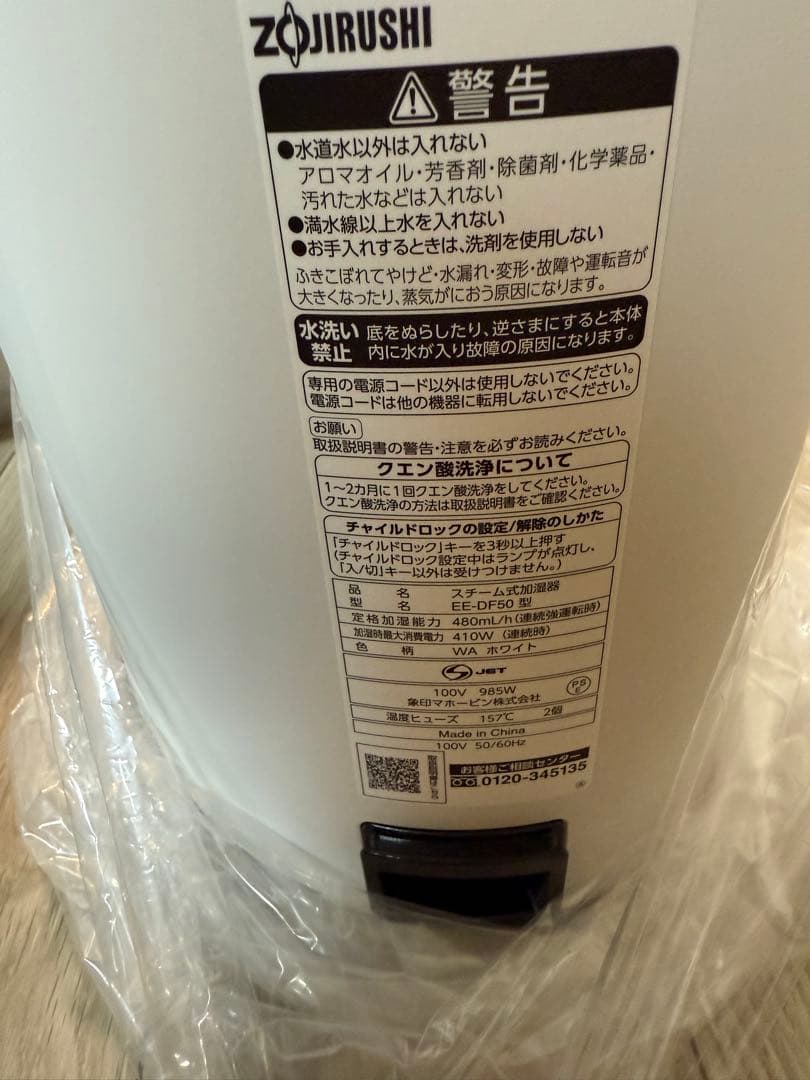 ZOJIRUSHI
警告
●水道水以外は入れない
アロマオイル・芳香剤・除菌剤・化学薬品・
汚れた水などは入れない
●満水線以上水を入れない
●お手入れするときは、洗剤を使用しない
ふきこぼれてやけど・水漏れ・変形・故障や運転音が
大きくなったり、蒸気がにおう原因になります。
水洗い
禁止
底をぬらしたり、逆さまにすると本体
内に水が入り故障の原因になります。
専用の電源コード以外は使用しないでください。
電源コードは他の機器に転用しないでください。
お願い
取扱説明書の警告・注意を必ずお読みください。
クエン酸洗浄について
1〜2カ月に1回クエン酸洗浄をしてください。
クエン酸洗浄の方法は取扱説明書をご確認ください。
チャイルドロックの設定/解除のしかた
「チャイルドロック」キーを3秒以上押す
(チャイルドロック設定中はランプが点灯し、
「入/切」キー以外は受けつけません。)
品名 スチーム式加湿器
型名 EE-DF50 型
定格加湿能力 480mL/h (連続強運転時)
加湿時最大消費電力 410W (連続時)
色柄 WA ホワイト
JET
100V 985W
PS
E
象印マホービン株式会社
温度ヒューズ 157℃ 2個
Made in China
100V 50/60Hz
取扱説明書はこちら
お客様ご相談センター
0120-345135